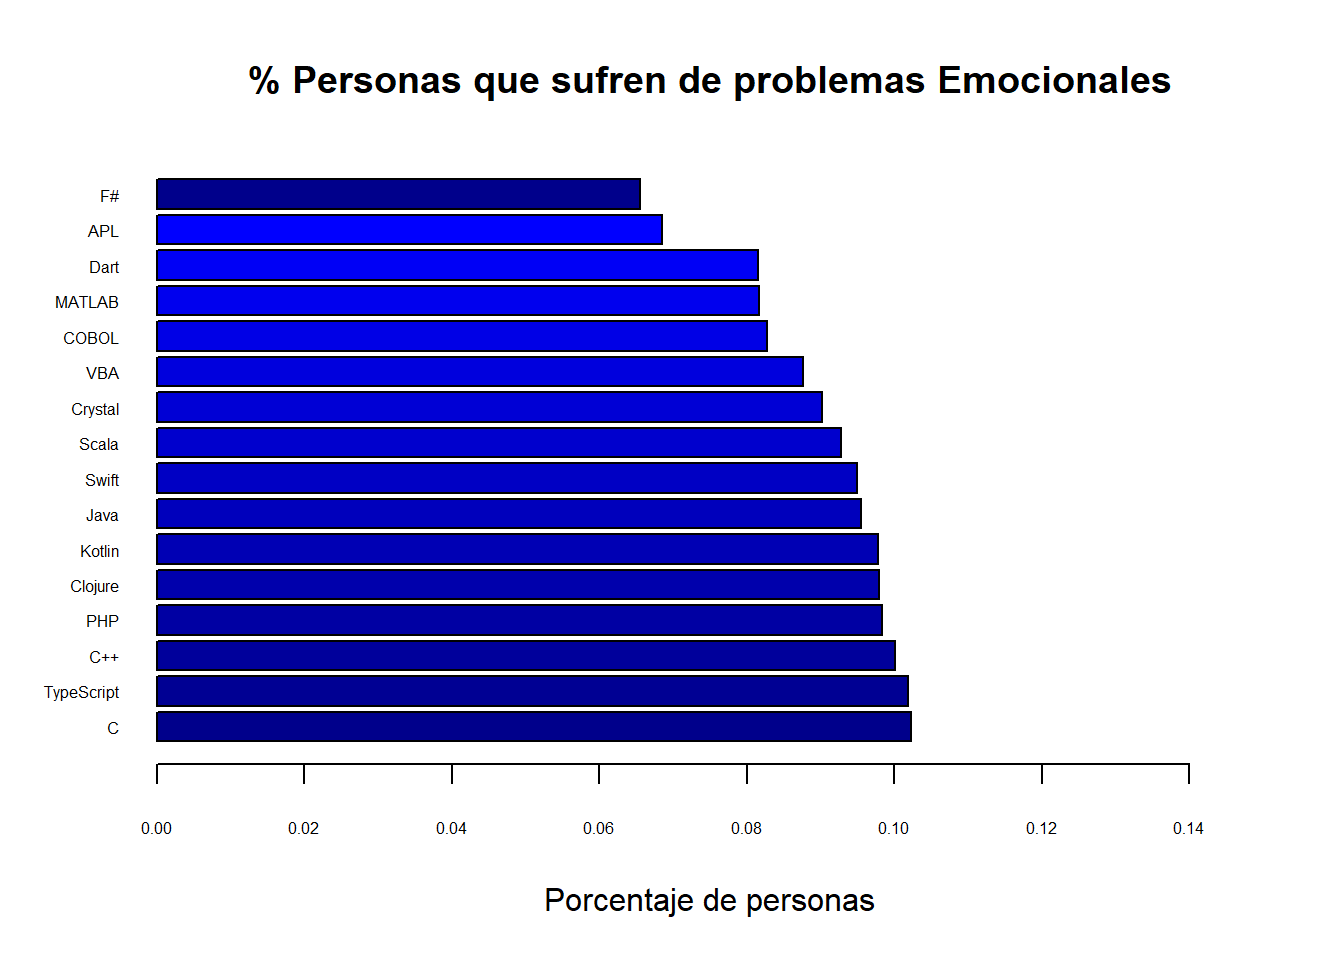 % Personas que sufren de problemas Emocionales
F#
APL
Dart
MATLAB
COBOL
VBA
Crystal
Scala
Swift
Java
Kotlin
Clojure
PHP
C++
TypeScript
C
0.00 0.02 0.04 0.06 0.08 0.10 0.12 0.14
Porcentaje de personas